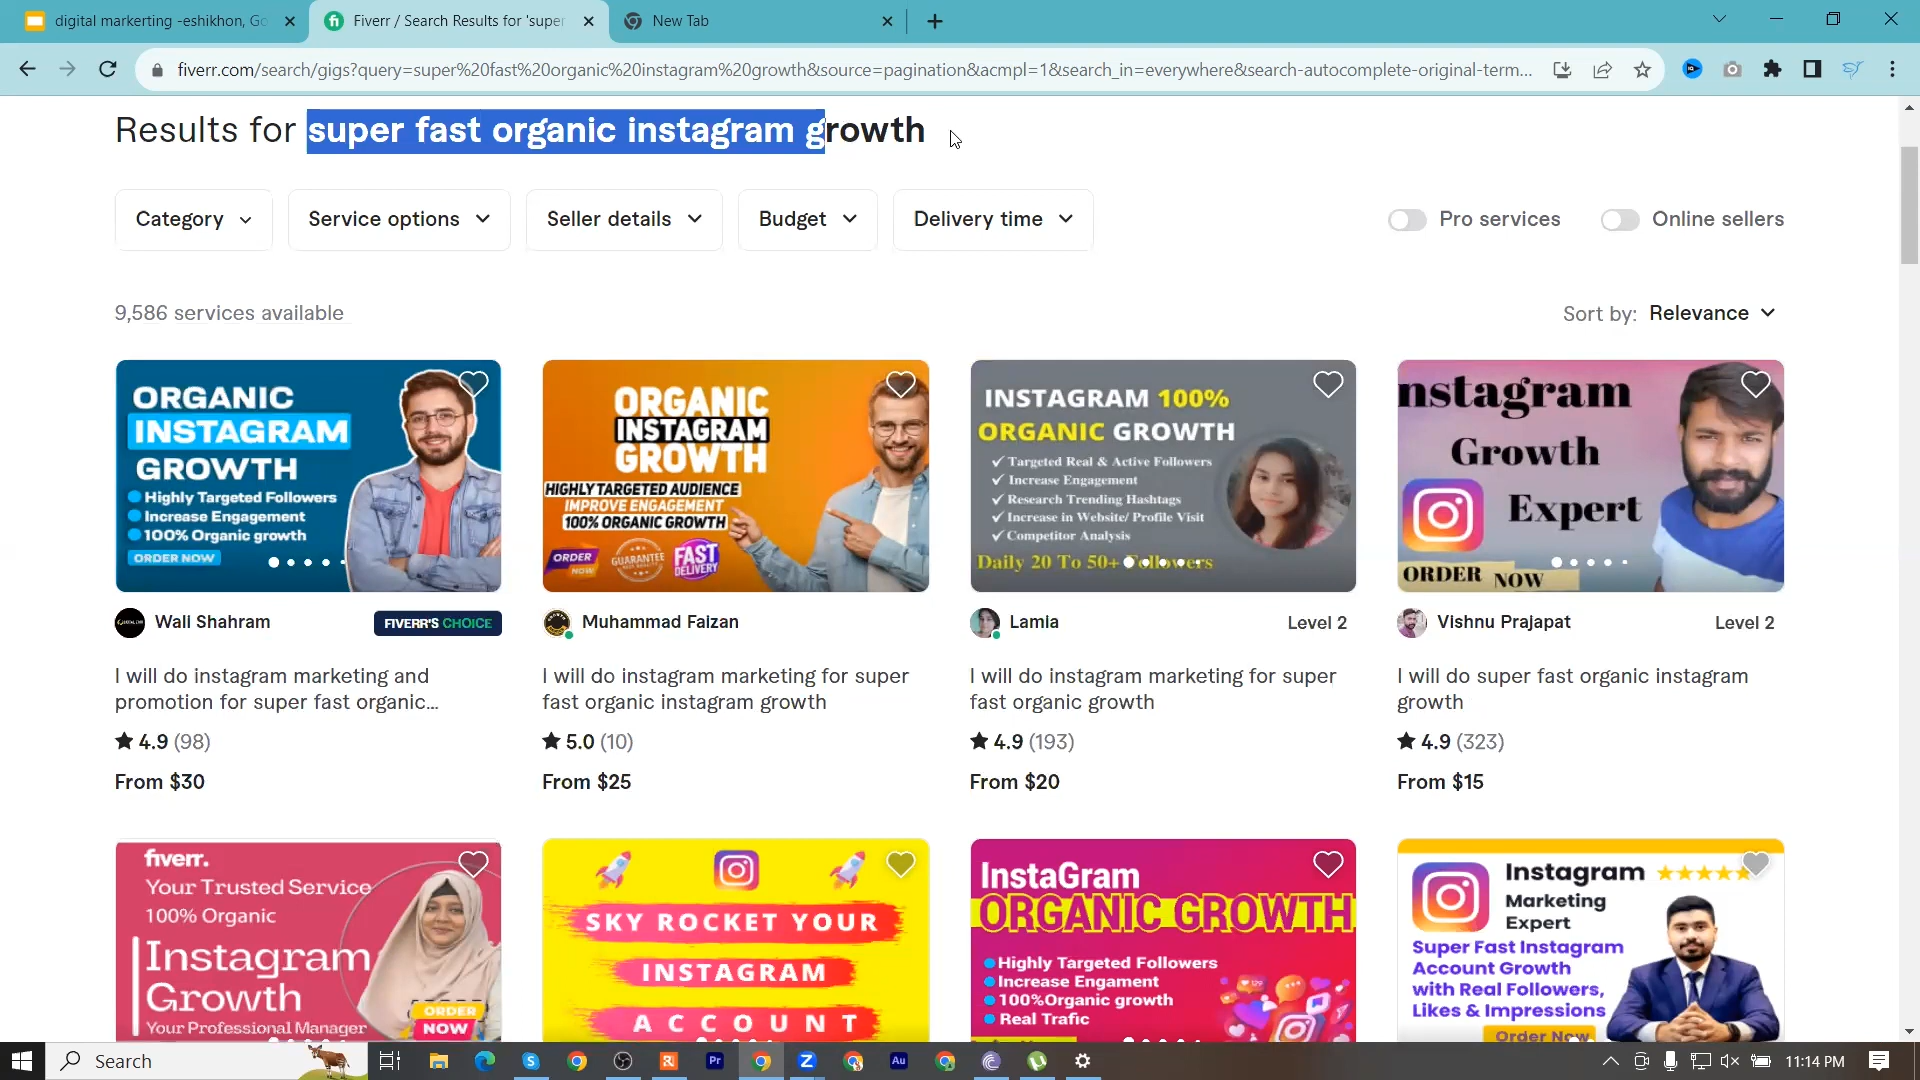 digital markerting -eshikhon, Go
Fiverr / Search Results for 'super
New Tab
fiverr.com/search/gigs?query=super%20fast%20organic%20instagram%20growth&source=pagination&acmpl=1&search_in=everywhere&search-autocomplete-original-term...
Results for super fast organic instagram growth
Category
Service options
Seller details
Budget
Delivery time
Pro services
Online sellers
9,586 services available
Sort by: Relevance
ORGANIC
INSTAGRAM
GROWTH
Highly Targeted Followers
Increase Engagement
100% Organic growth
ORDER NOW
Wali Shahram
FIVERR'S CHOICE
I will do instagram marketing and
promotion for super fast organic...
4.9 (98)
From $30
ORGANIC
INSTAGRAM
GROWTH
HIGHLY TARGETED AUDIENCE
IMPROVE ENGAGEMENT
100% ORGANIC GROWTH
ORDER
NOW
GUARANTEE
FAST
DELIVERY
Muhammad Faizan
I will do instagram marketing for super
fast organic instagram growth
5.0 (10)
From $25
INSTAGRAM 100%
ORGANIC GROWTH
✓ Targeted Real & Active Followers
✓ Increase Engagement
✓ Research Trending Hashtags
✓ Increase in Website/ Profile Visit
✓ Competitor Analysis
Daily 20 To 50+ Followers
Lamia
Level 2
I will do instagram marketing for super
fast organic growth
4.9 (193)
From $20
nstagram
Growth
Expert
ORDER NOW
Vishnu Prajapat
Level 2
I will do super fast organic instagram
growth
4.9 (323)
From $15
fiverr.
Your Trusted Service
100% Organic
Instagram
Growth
Your Professional Manager
ORDER
NOW
SKY ROCKET YOUR
INSTAGRAM
ACCOUNT
InstaGram
ORGANIC GROWTH
Highly Targeted Followers
Increase Engament
100%Organic growth
Real Trafic
Instagram
Marketing
Expert
Super Fast Instagram
Account Growth
with Real Followers,
Likes & Impressions
Order Now
Search
11:14 PM